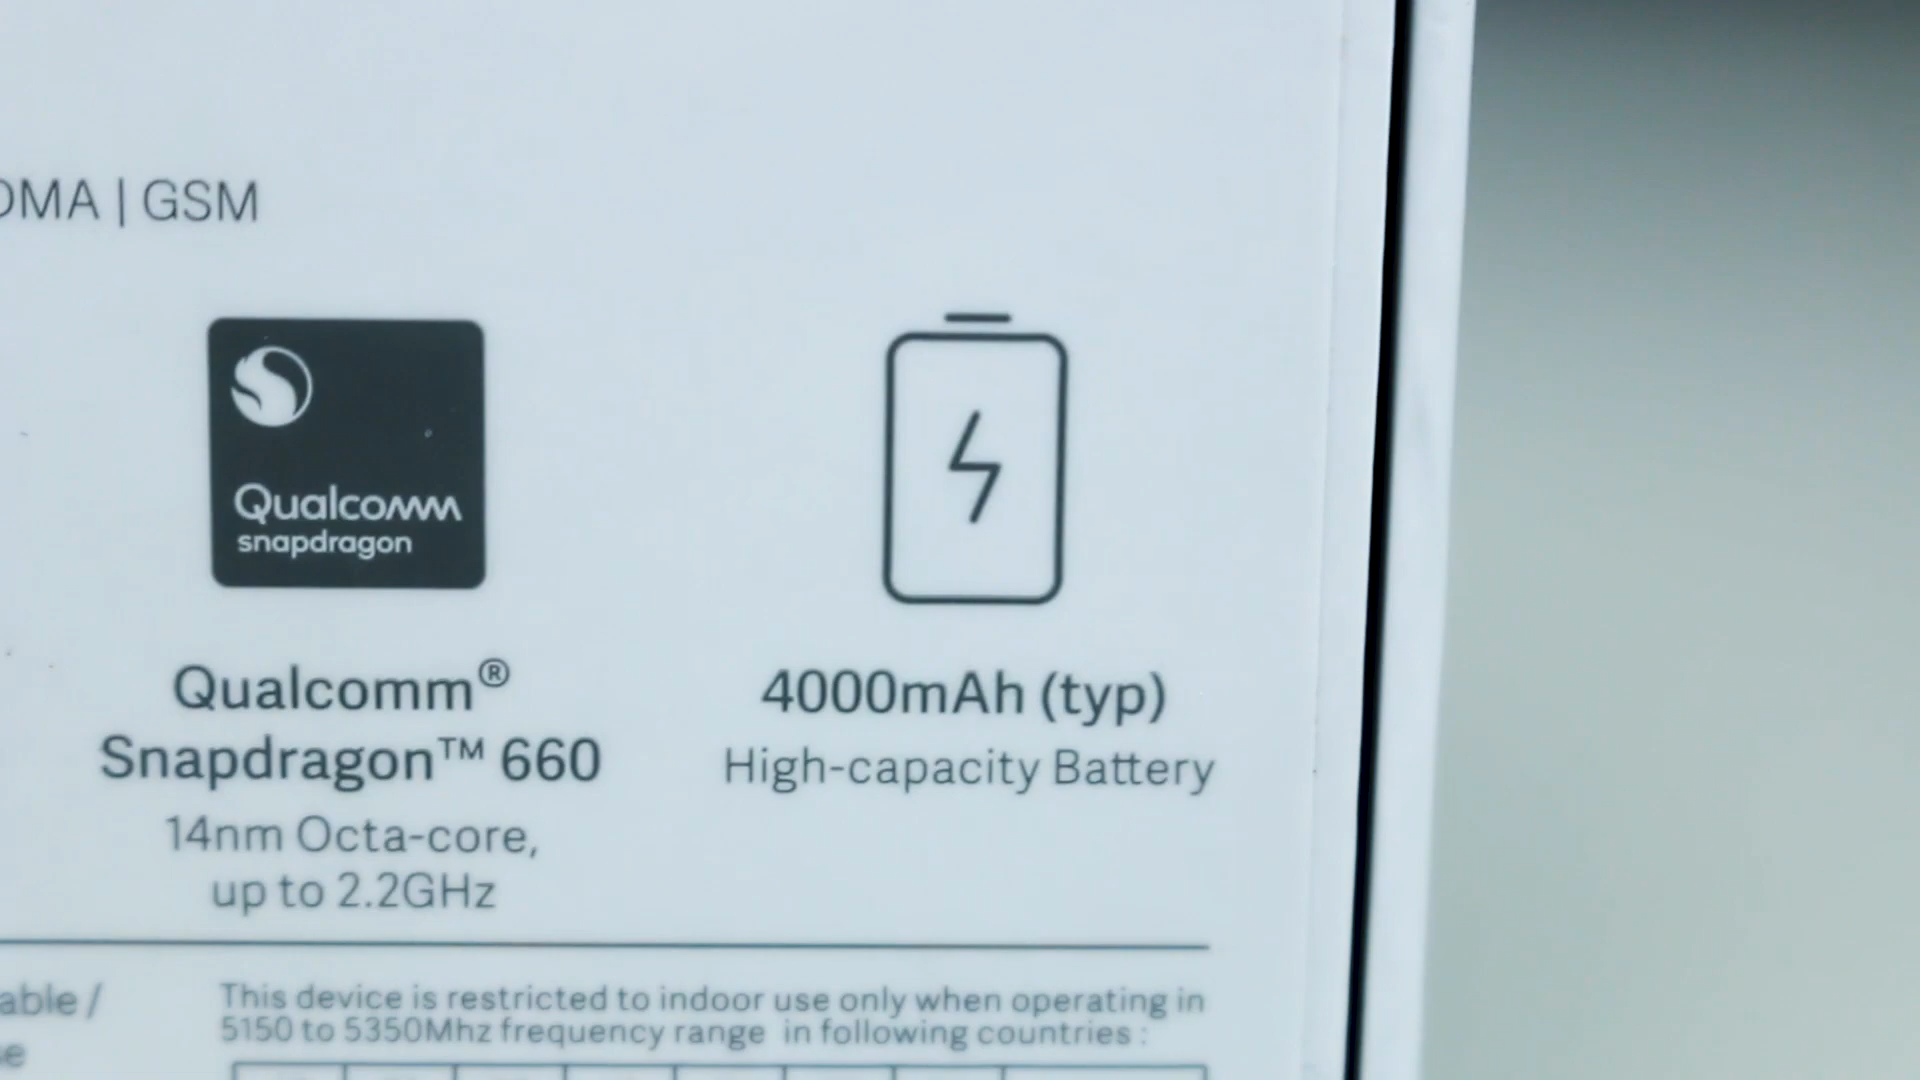 DMA | GSM
Qualcomm
snapdragon
Qualcomm®
Snapdragon™ 660
14nm Octa-core,
up to 2.2GHz
4000mAh (typ)
High-capacity Battery
able /
This device is restricted to indoor use only when operating in
5150 to 5350Mhz frequency range in following countries :